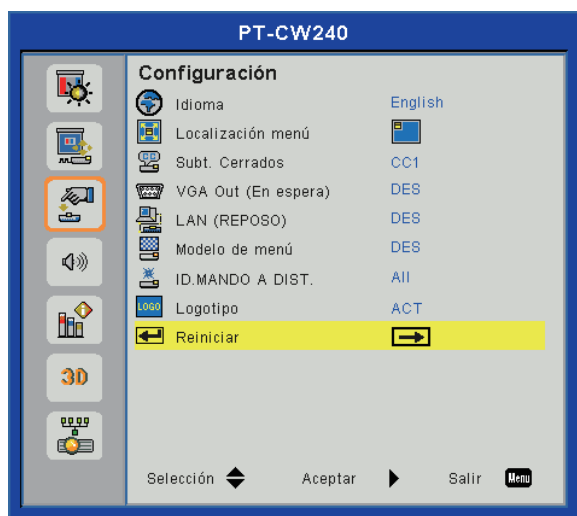 PT-CW240
Configuración
Idioma English
Localización menú
Subt. Cerrados CC1
VGA Out (En espera) DES
LAN (REPOSO) DES
Modelo de menú DES
ID.MANDO A DIST. All
LOGO Logotipo ACT
Reiniciar
3D
Selección Aceptar Salir Menu